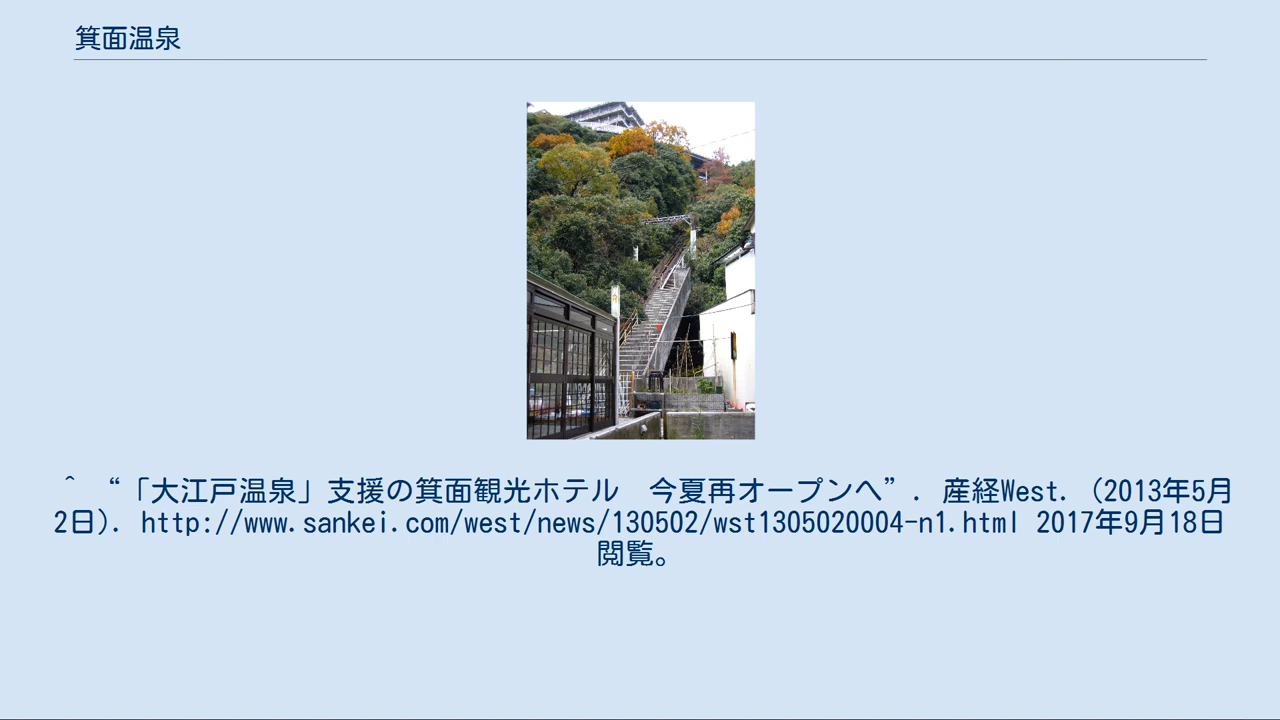 箕面温泉
^ “「大江戸温泉」支援の箕面観光ホテル　今夏再オープンへ”. 産経West. (2013年5月
2日). http://www.sankei.com/west/news/130502/wst1305020004-n1.html 2017年9月18日
閲覧。